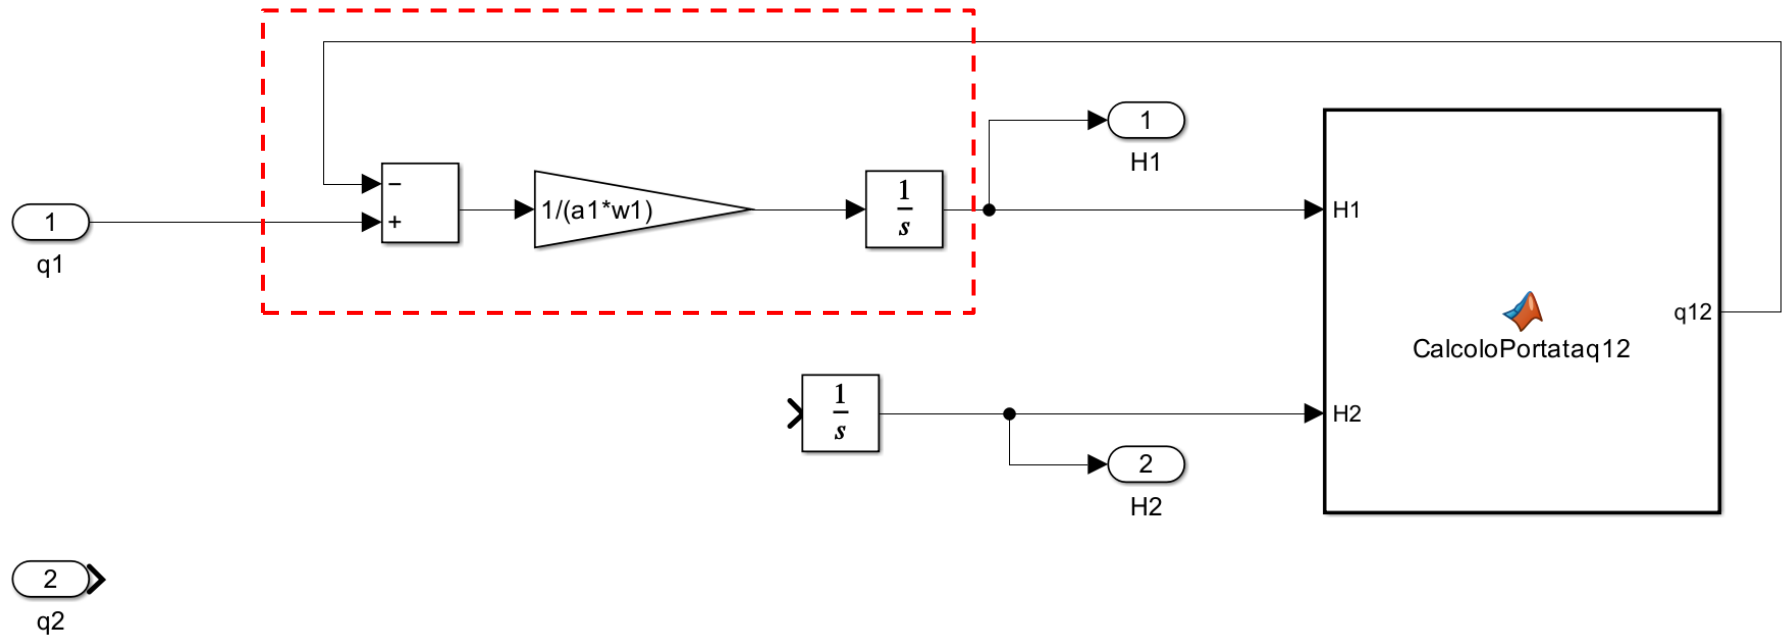 1
H1
−
1/(a1*w1)
1
s
H1
1
+
q1
q12
CalcoloPortataq12
1
s
H2
2
H2
2
q2